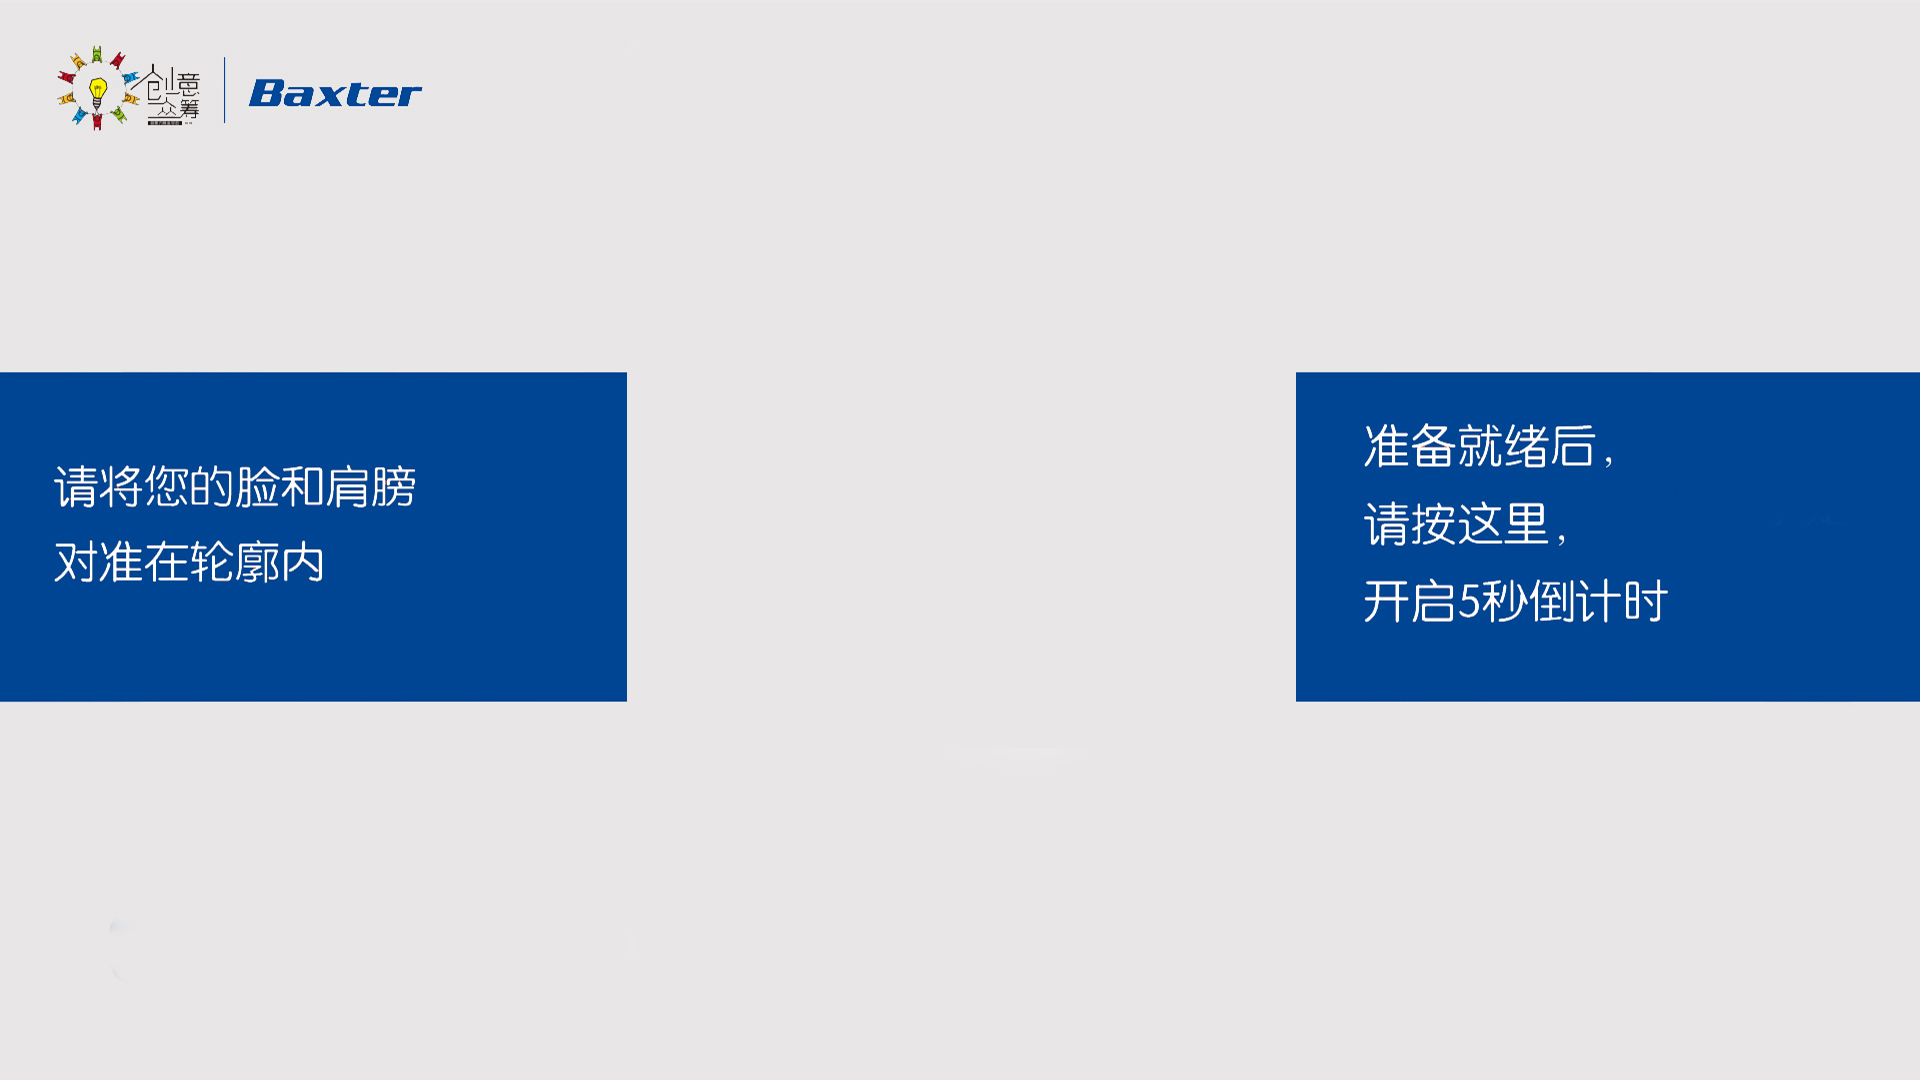 创意
众筹
Baxter
请将您的脸和肩膀
对准在轮廓内
准备就绪后，
请按这里，
开启5秒倒计时